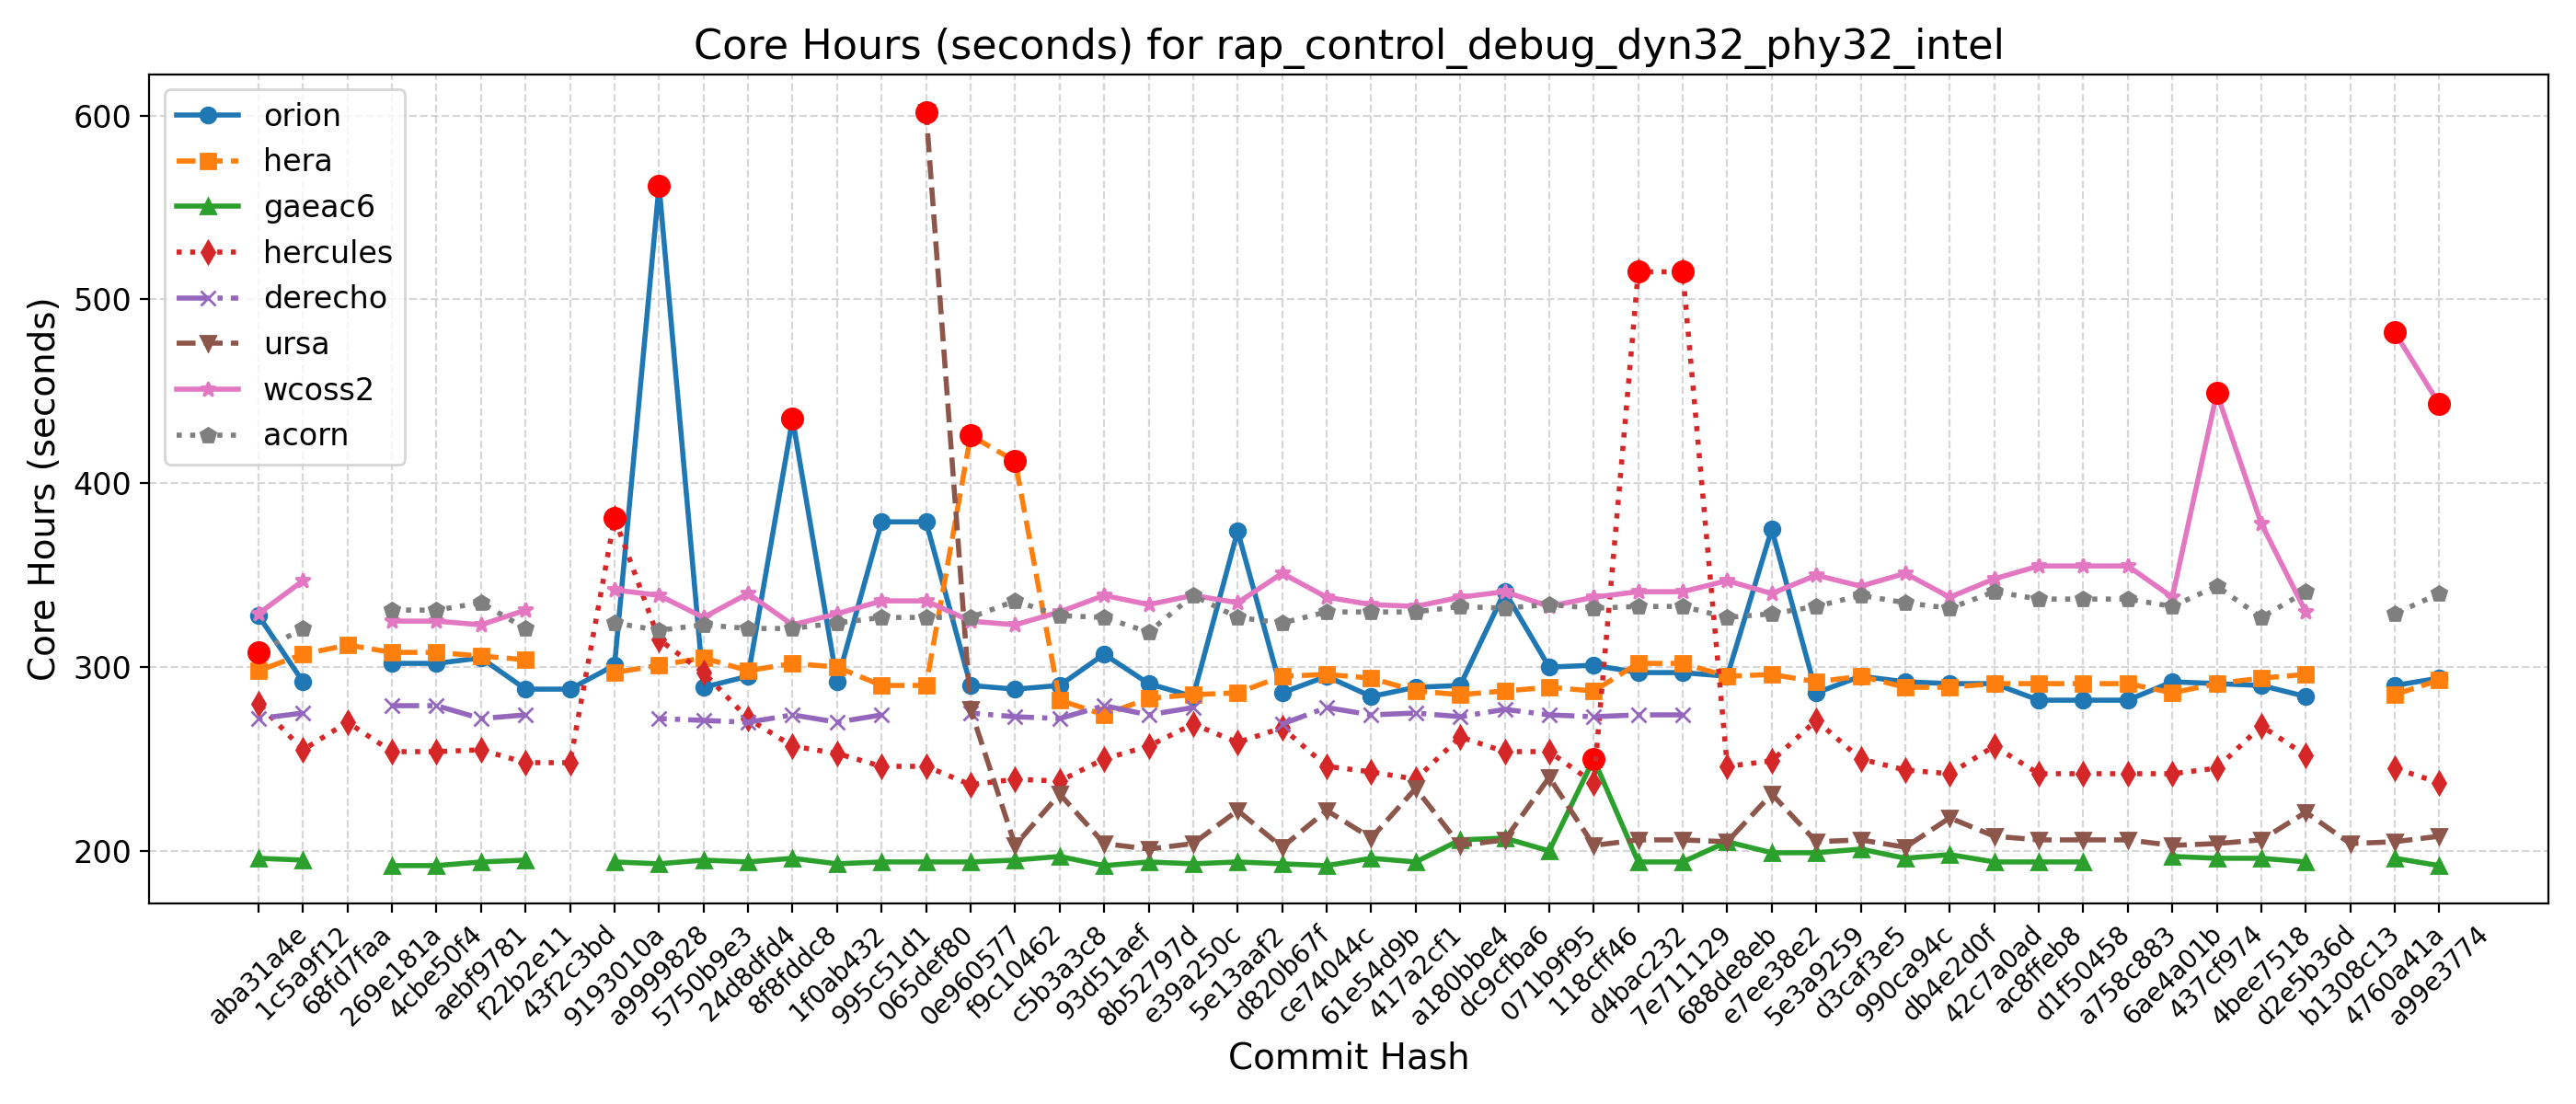 Core Hours (seconds) for rap_control_debug_dyn32_phy32_intel
Core Hours (seconds)
600
500
400
300
200
orion
hera
gaeac6
hercules
derecho
ursa
wcoss2
acorn
aba31a4e
1c5a9f12
68fd7faa
269e181a
4cbe50f4
aebf9781
f22b2e11
43f2c3bd
9193010a
a9999828
5750b9e3
24d8dfd4
8f8fddc8
1f0ab432
995c51d1
065def80
0e960577
f9c10462
c5b3a3c8
93d51aef
8b52797d
e39a250c
5e13aaf2
d820b67f
ce74044c
61e54d9b
417a2cf1
a180bbe4
dc9cfba6
071b9f95
118cff46
d4bac232
7e711129
688de8eb
e7ee38e2
5e3a9259
d3caf3e5
990ca94c
db4e2d0f
42c7a0ad
ac8ffeb8
d1f50458
a758c883
6ae4a01b
437cf974
4bee7518
d2e5b36d
b1308c13
4760a41a
a99e3774
Commit Hash